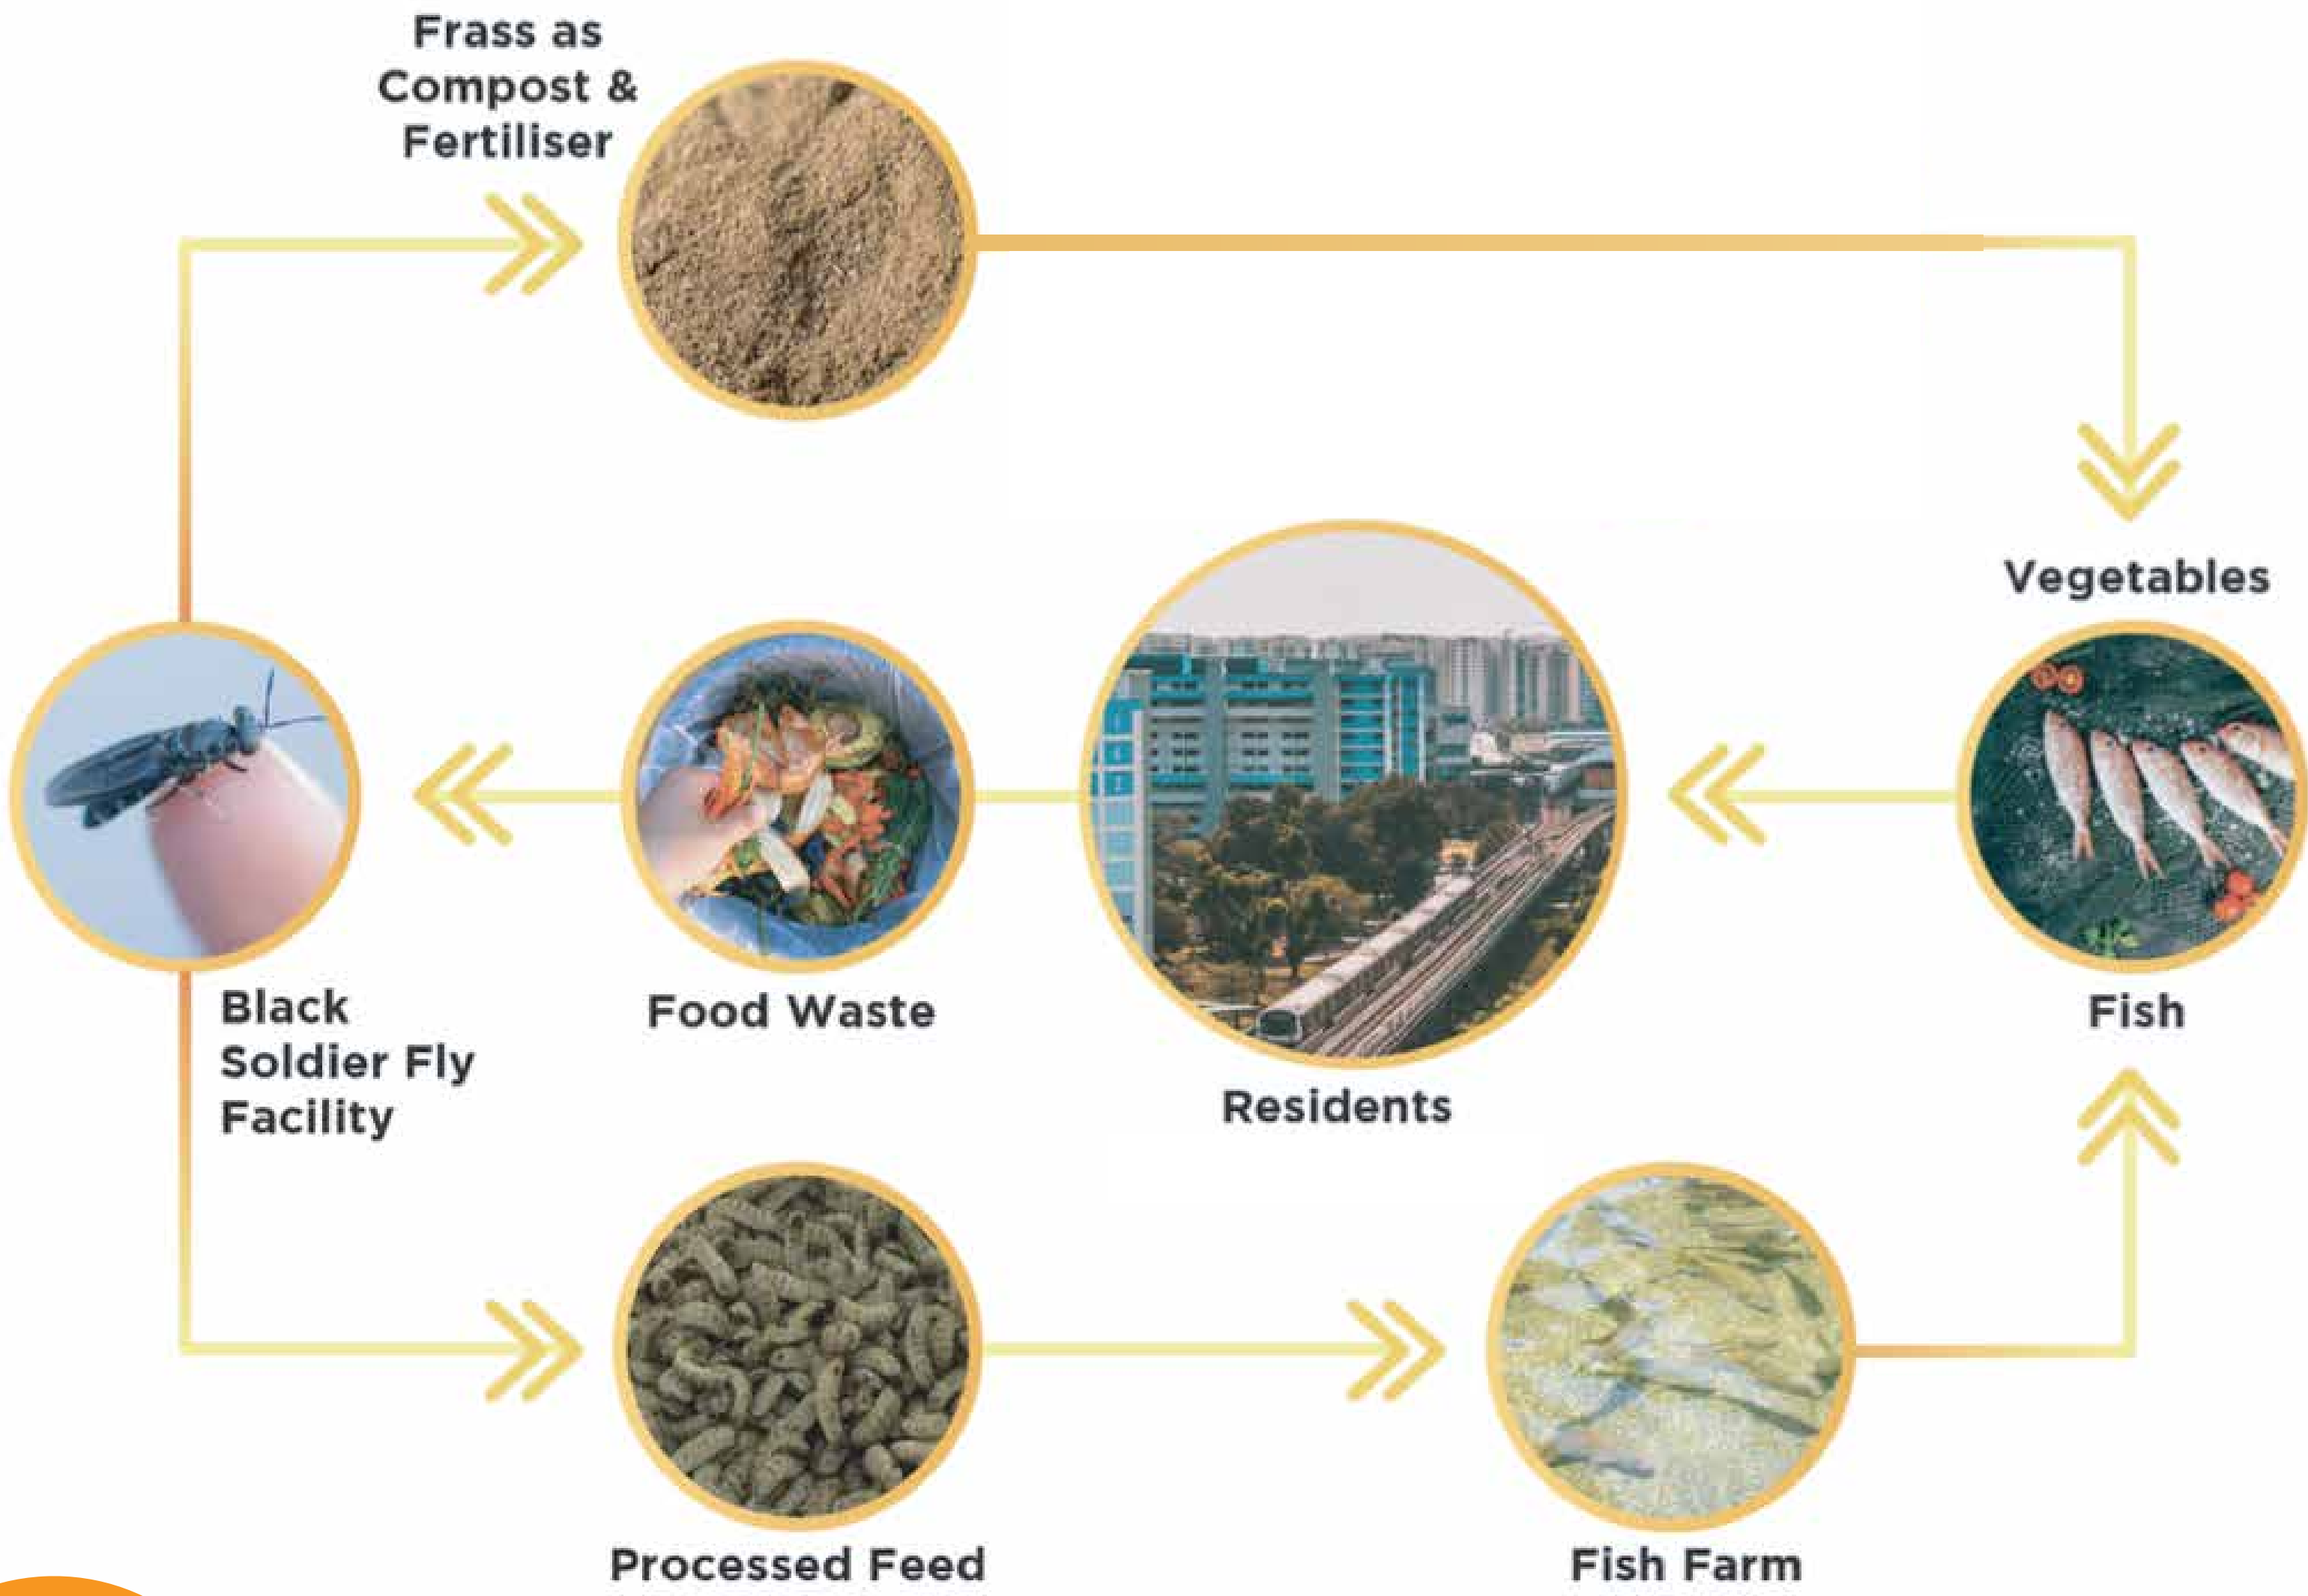 Frass as
Compost &
Fertiliser
Vegetables
Black
Soldier Fly
Facility
Food Waste
Residents
Fish
Processed Feed
Fish Farm